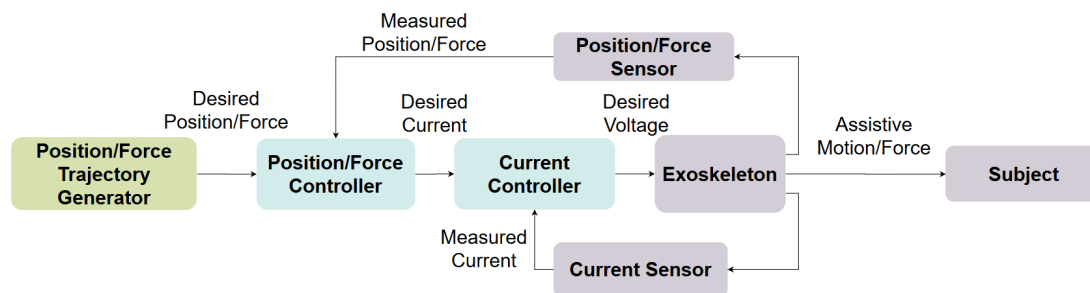 Measured
Position/Force
Position/Force
Sensor
Desired
Position/Force
Desired
Current
Desired
Voltage
Assistive
Motion/Force
Position/Force
Trajectory
Generator
Position/Force
Controller
Current
Controller
Exoskeleton
Subject
Measured
Current
Current Sensor